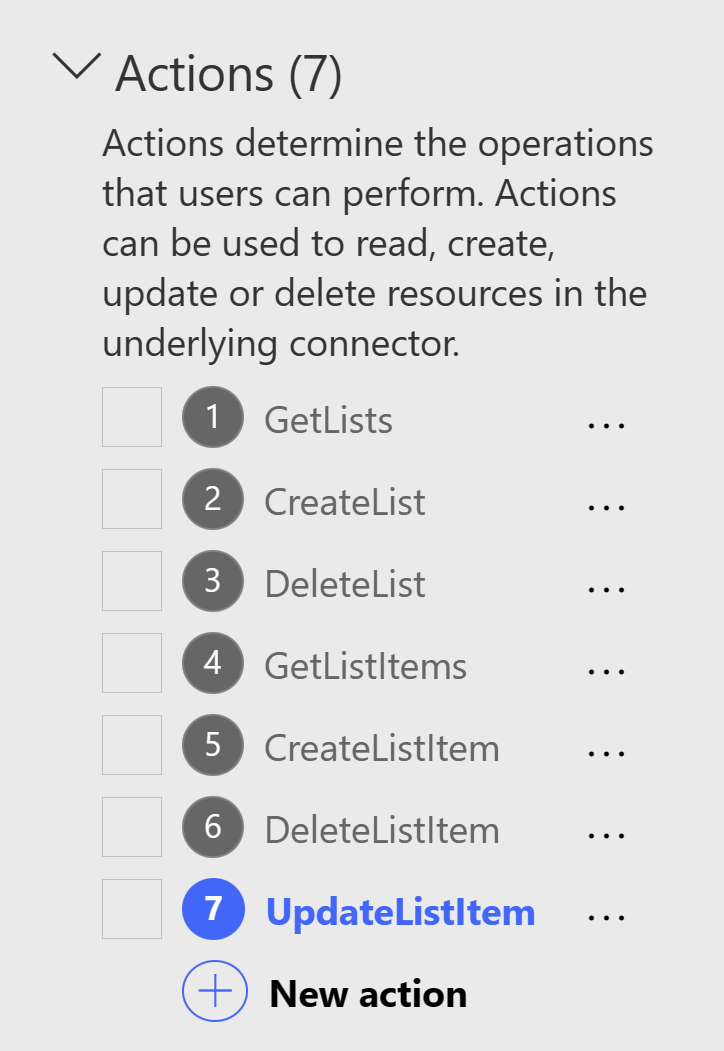 Actions (7)
Actions determine the operations
that users can perform. Actions
can be used to read, create,
update or delete resources in the
underlying connector.
1 GetLists ...
2 CreateList ...
3 DeleteList ...
4 GetListItems ...
5 CreateListItem ...
6 DeleteListItem ...
7 UpdateListItem ...
New action